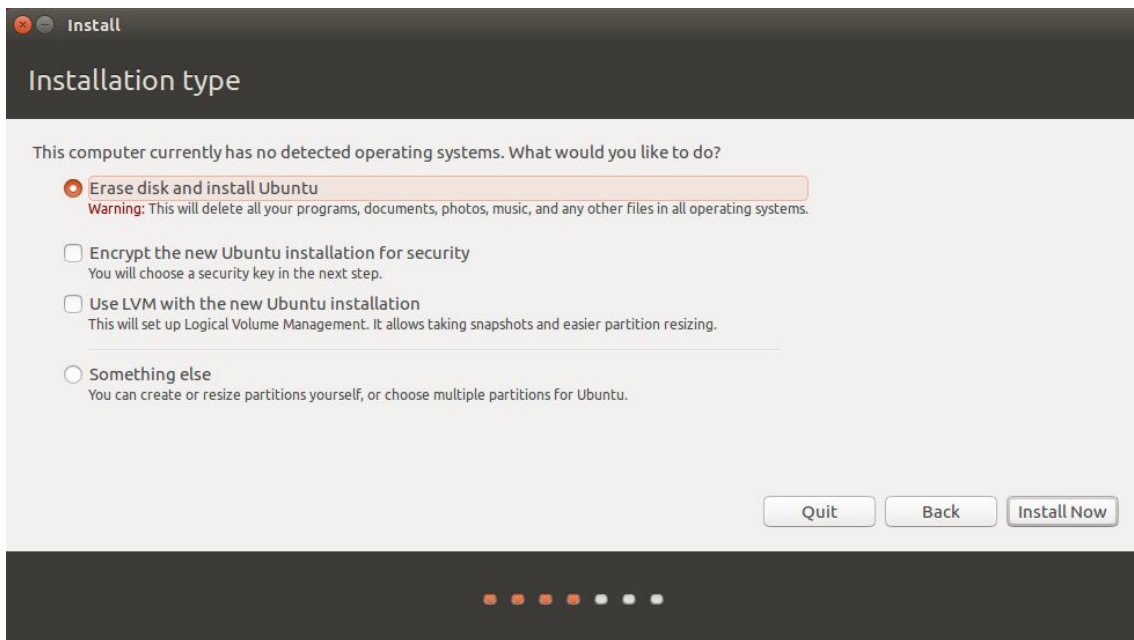 Install
Installation type
This computer currently has no detected operating systems. What would you like to do?
Erase disk and install Ubuntu
Warning: This will delete all your programs, documents, photos, music, and any other files in all operating systems.
Encrypt the new Ubuntu installation for security
You will choose a security key in the next step.
Use LVM with the new Ubuntu installation
This will set up Logical Volume Management. It allows taking snapshots and easier partition resizing.
Something else
You can create or resize partitions yourself, or choose multiple partitions for Ubuntu.
Quit Back Install Now